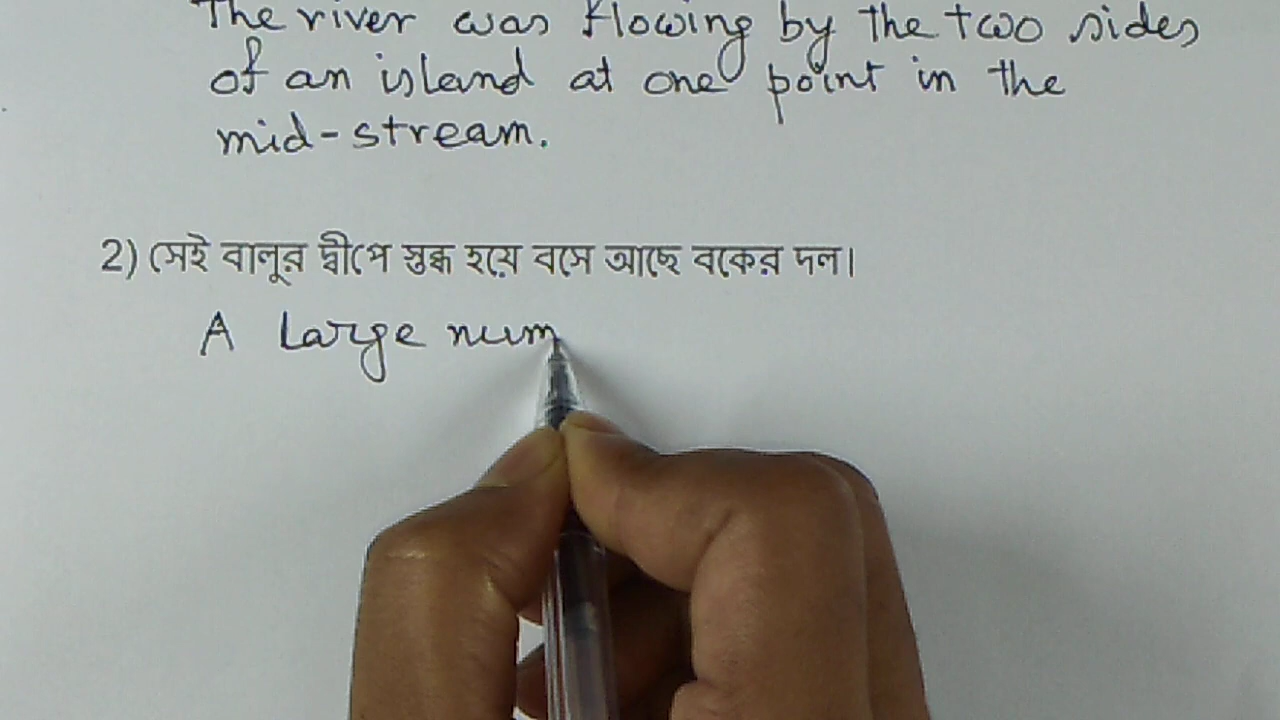 The river was flowing by the two sides
of an island at one point in the
mid-stream.
2) সেই বালুর দ্বীপে স্তব্ধ হয়ে বসে আছে বকের দল।
A large num